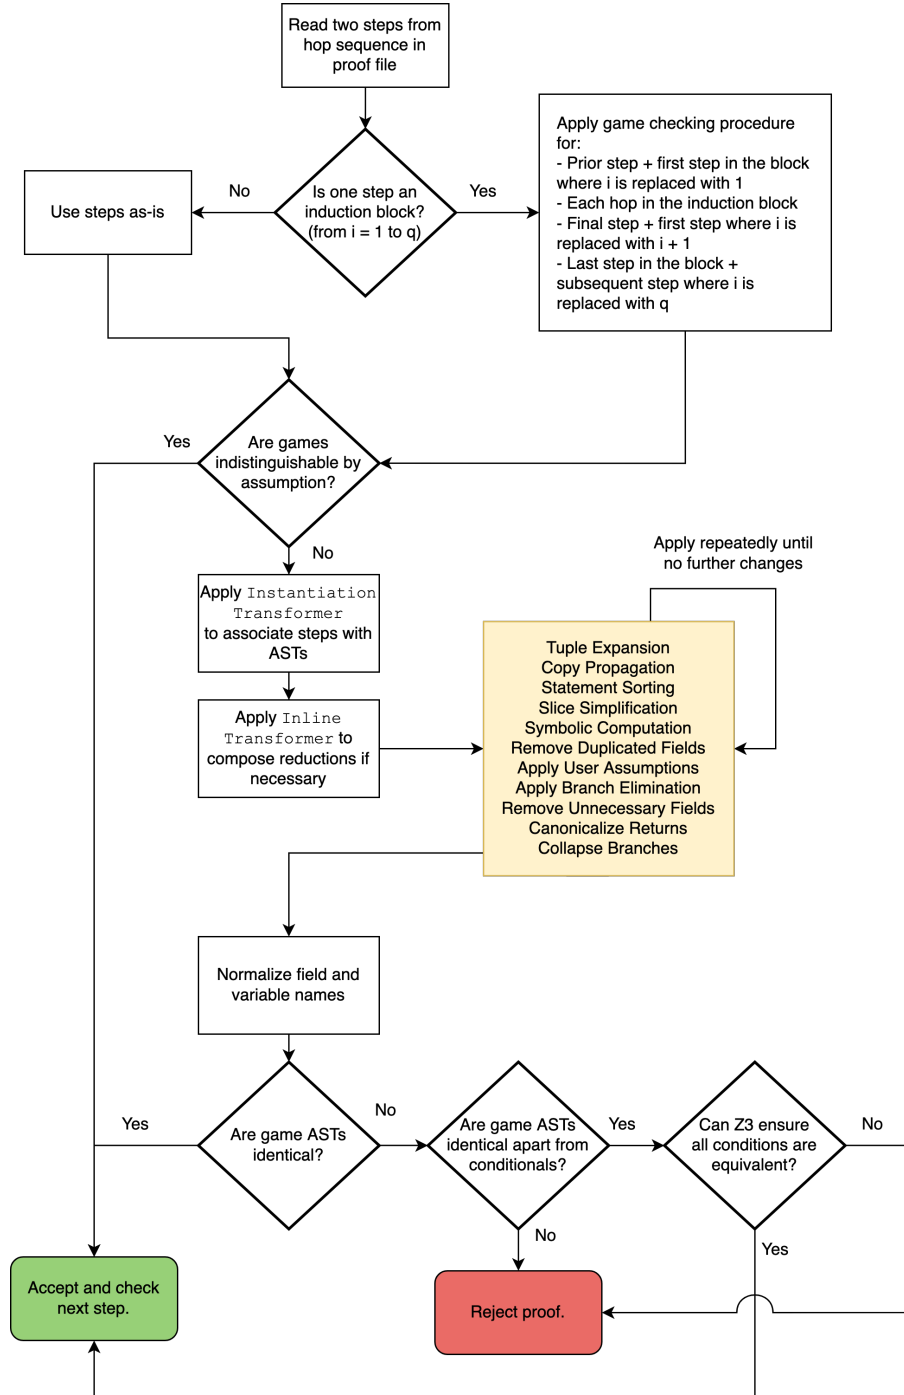 Read two steps from
hop sequence in
proof file
Apply game checking procedure
for:
- Prior step + first step in the block
where i is replaced with 1
- Each hop in the induction block
- Final step + first step where i is
replaced with i + 1
- Last step in the block +
subsequent step where i is
replaced with q
Is one step an
induction block?
(from i = 1 to q)
No
Yes
Use steps as-is
Are games
indistinguishable by
assumption?
Yes
No
Apply Instantiation
Transformer
to associate steps with
ASTs
Apply Inline
Transformer to
compose reductions if
necessary
Apply repeatedly until
no further changes
Tuple Expansion
Copy Propagation
Statement Sorting
Slice Simplification
Symbolic Computation
Remove Duplicated Fields
Apply User Assumptions
Apply Branch Elimination
Remove Unnecessary Fields
Canonicalize Returns
Collapse Branches
Normalize field and
variable names
Are game ASTs
identical?
Yes
No
Are game ASTs
identical apart from
conditionals?
Yes
No
Can Z3 ensure
all conditions are
equivalent?
No
Yes
Accept and check
next step.
Reject proof.